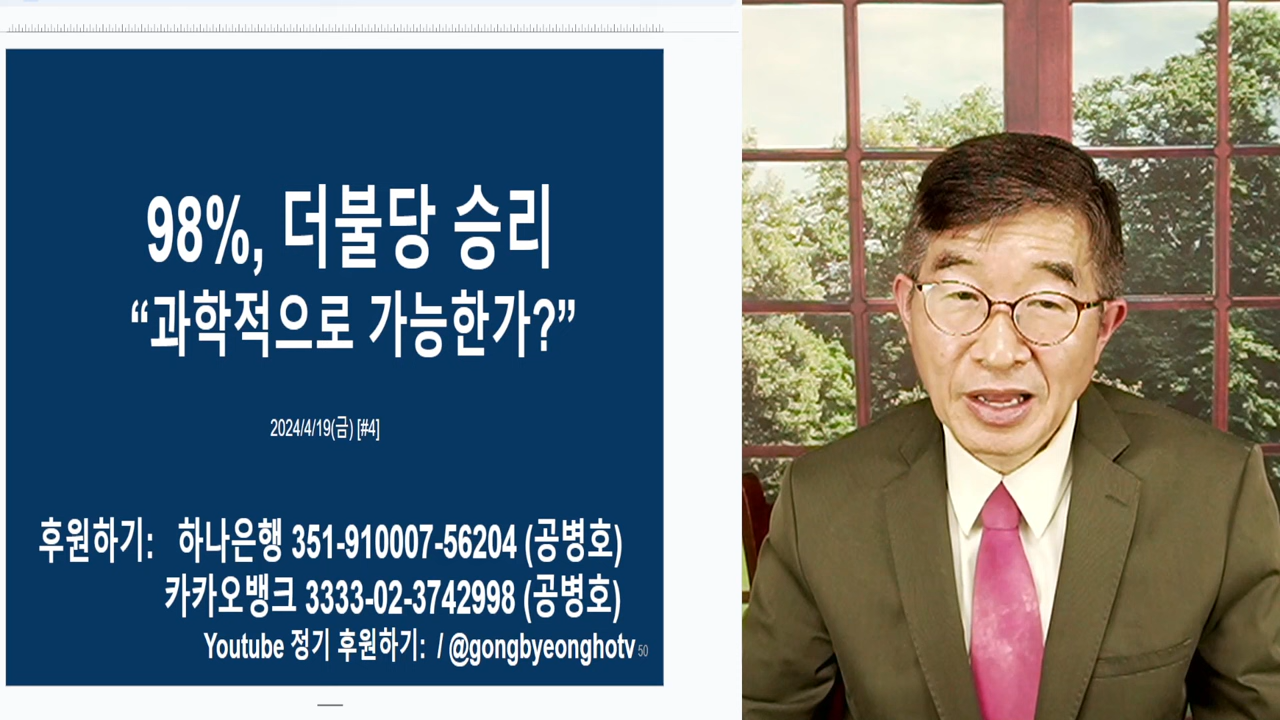 98%, 더불당 승리
“과학적으로 가능한가?”
2024/4/19(금) [#4]
후원하기: 하나은행 351-910007-56204 (공병호)
카카오뱅크 3333-02-3742998 (공병호)
Youtube 정기 후원하기: / @gongbyeonghotv
50